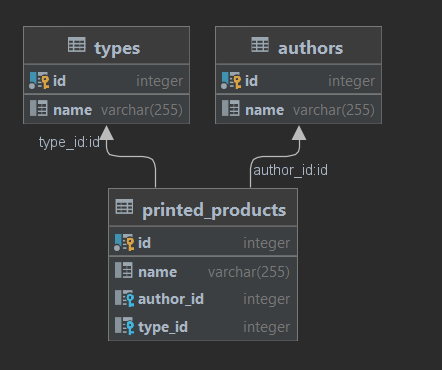 types
id integer
name varchar(255)
authors
id integer
name varchar(255)
type_id:id
author_id:id
printed_products
id integer
name varchar(255)
author_id integer
type_id integer